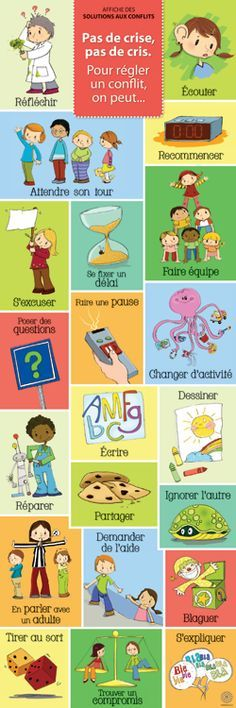 AFFICHE DES
SOLUTIONS AUX CONFLITS
Pas de crise,
pas de cris.
Pour régler
un conflit,
on peut...
Réfléchir
Écouter
Attendre son tour
Recommencer
S'excuser
Se fixer un
délai
Faire équipe
Poser des
questions
?
Faire une pause
Changer d'activité
Réparer
AMFg
BC
Écrire
Dessiner
Partager
Ignorer l'autre
En parler avec
un adulte
Demander
de l'aide
Blaguer
Tirer au sort
Trouver un
compromis
S'expliquer